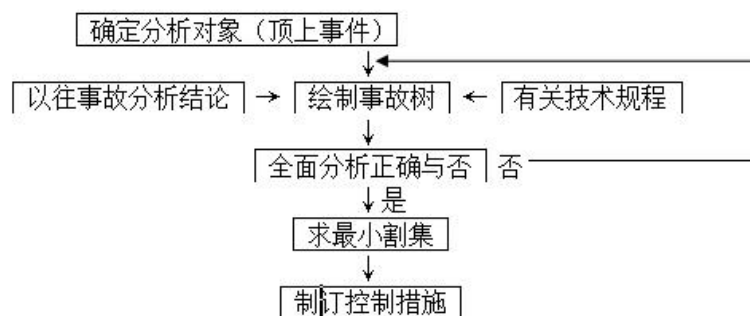 确定分析对象（顶上事件）
以往事故分析结论 → 绘制事故树 ← 有关技术规程
全面分析正确与否 否
是
求最小割集
制订控制措施